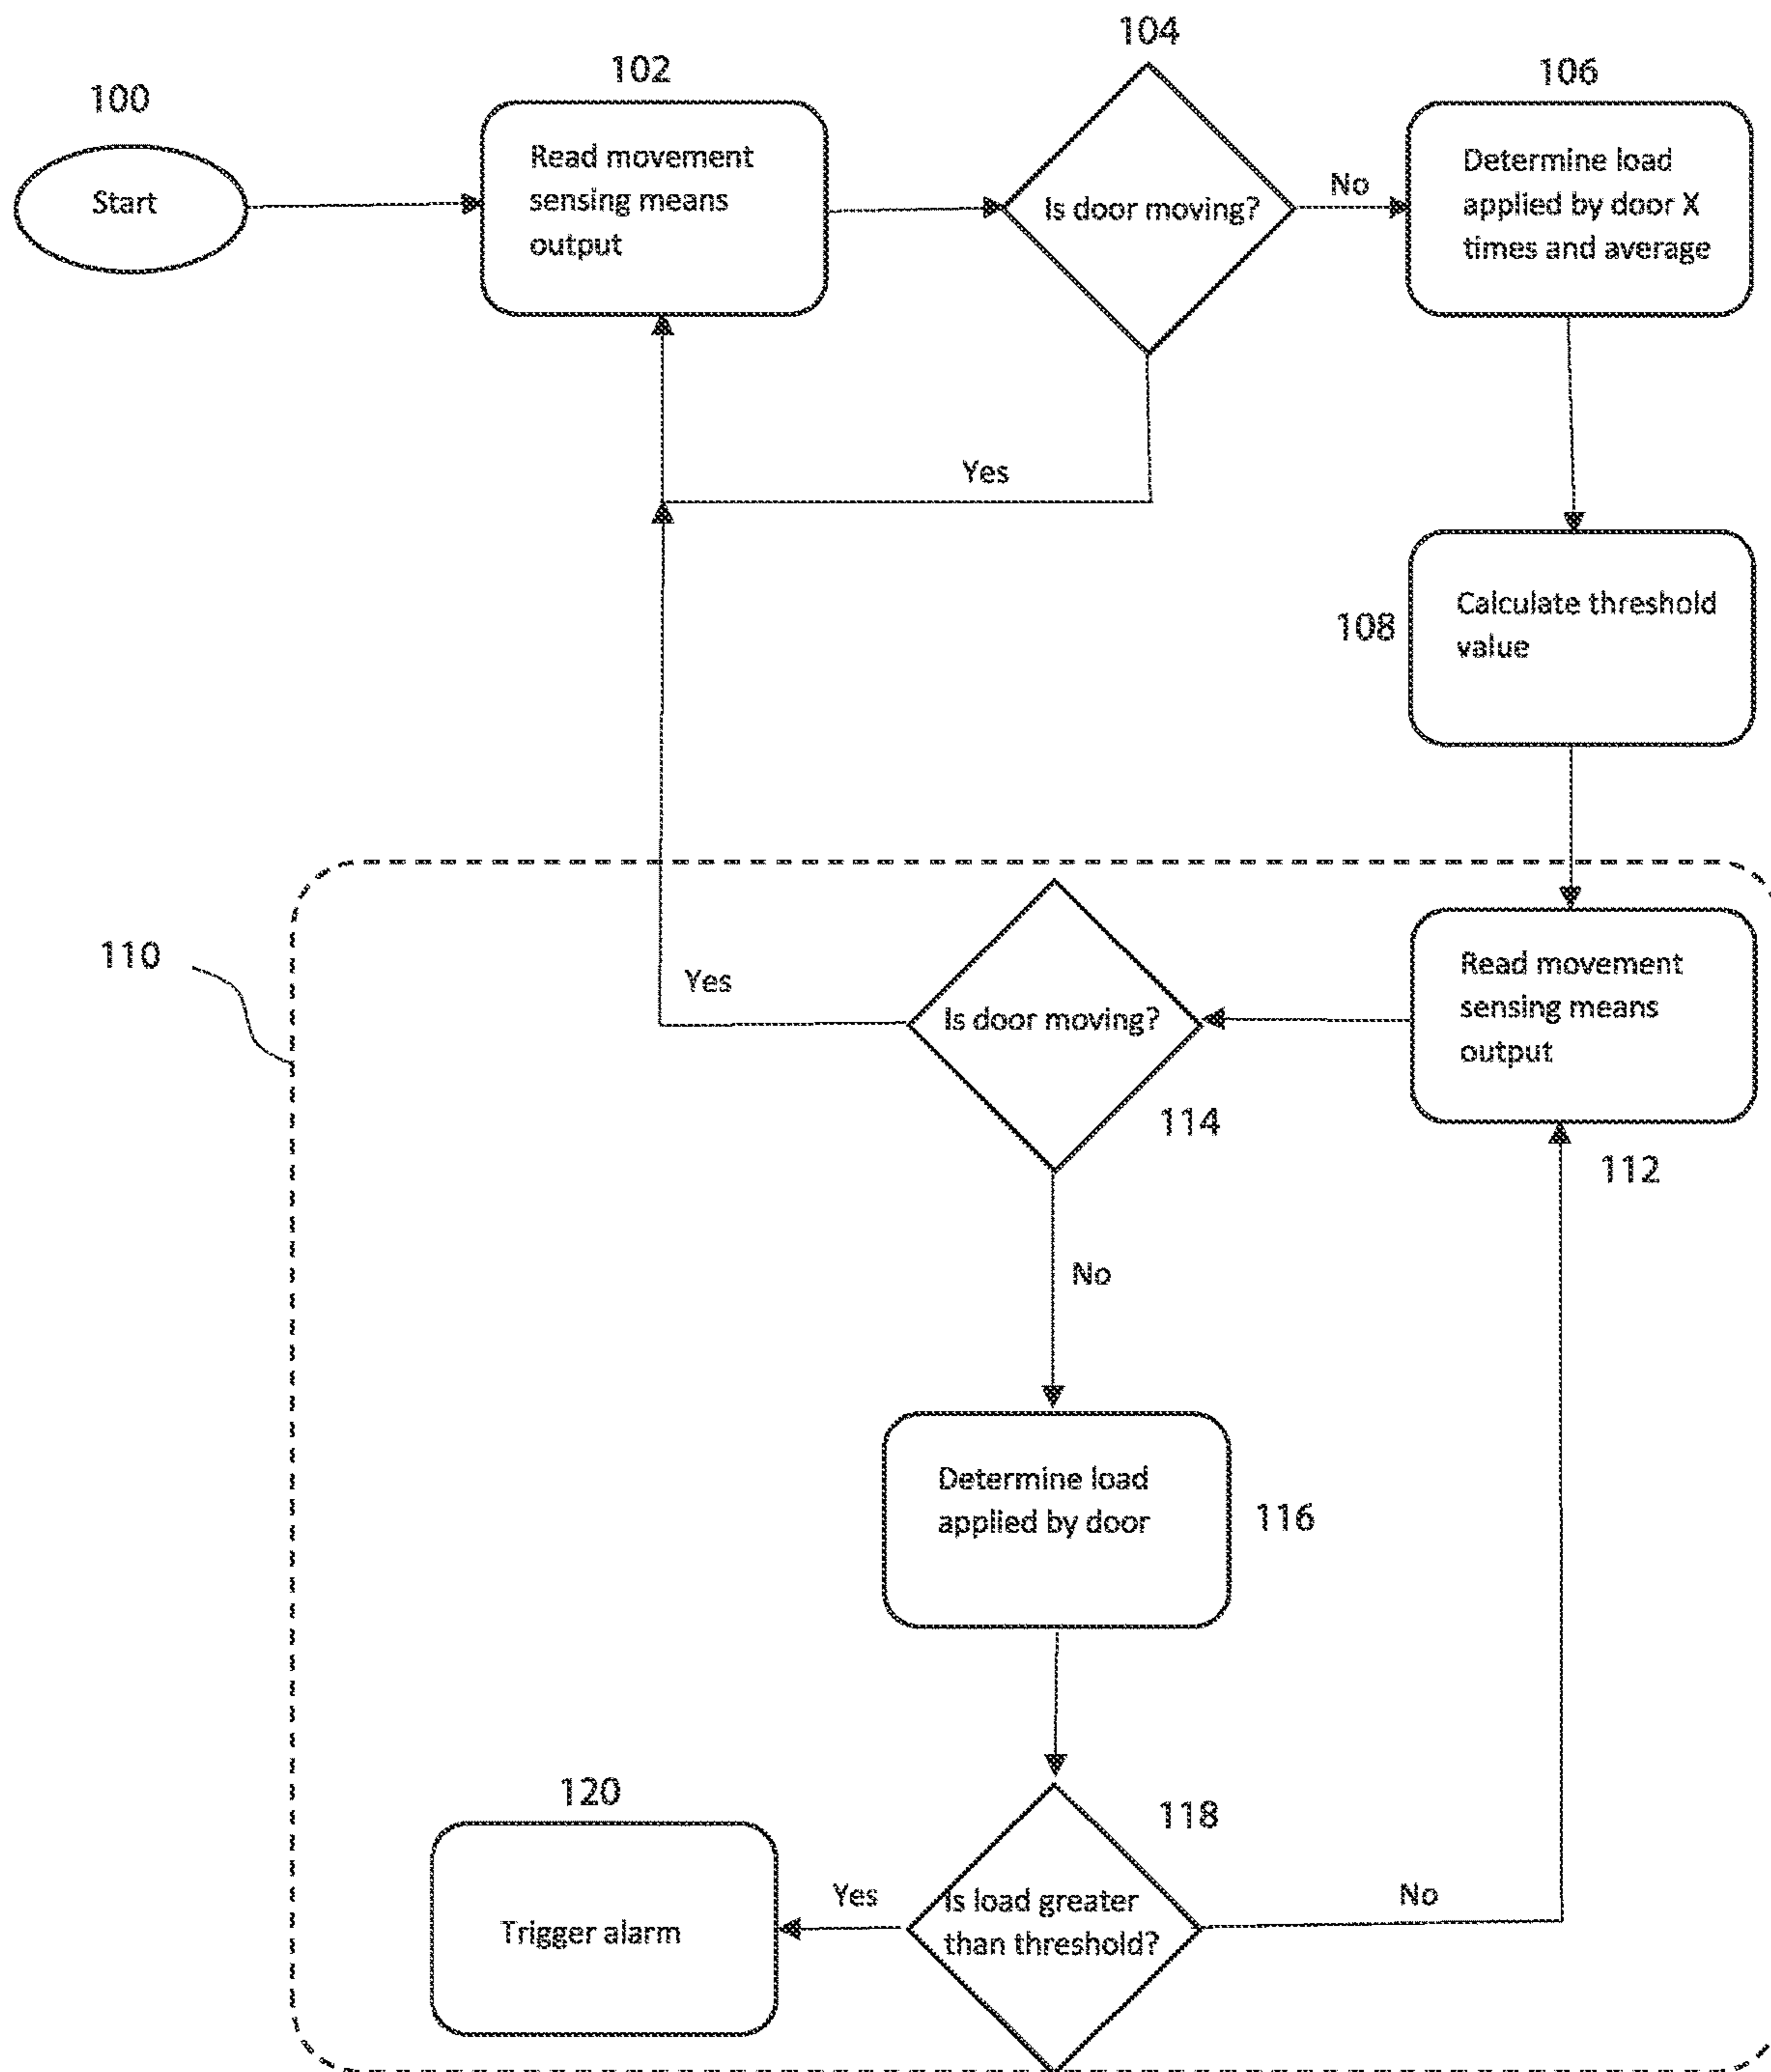 100
Start
102
Read movement
sensing means
output
104
Is door moving?
No
106
Determine load
applied by door X
times and average
Yes
108
Calculate threshold
value
110
112
Read movement
sensing means
output
114
Is door moving?
Yes
No
116
Determine load
applied by door
118
Is load greater
than threshold?
No
Yes
120
Trigger alarm